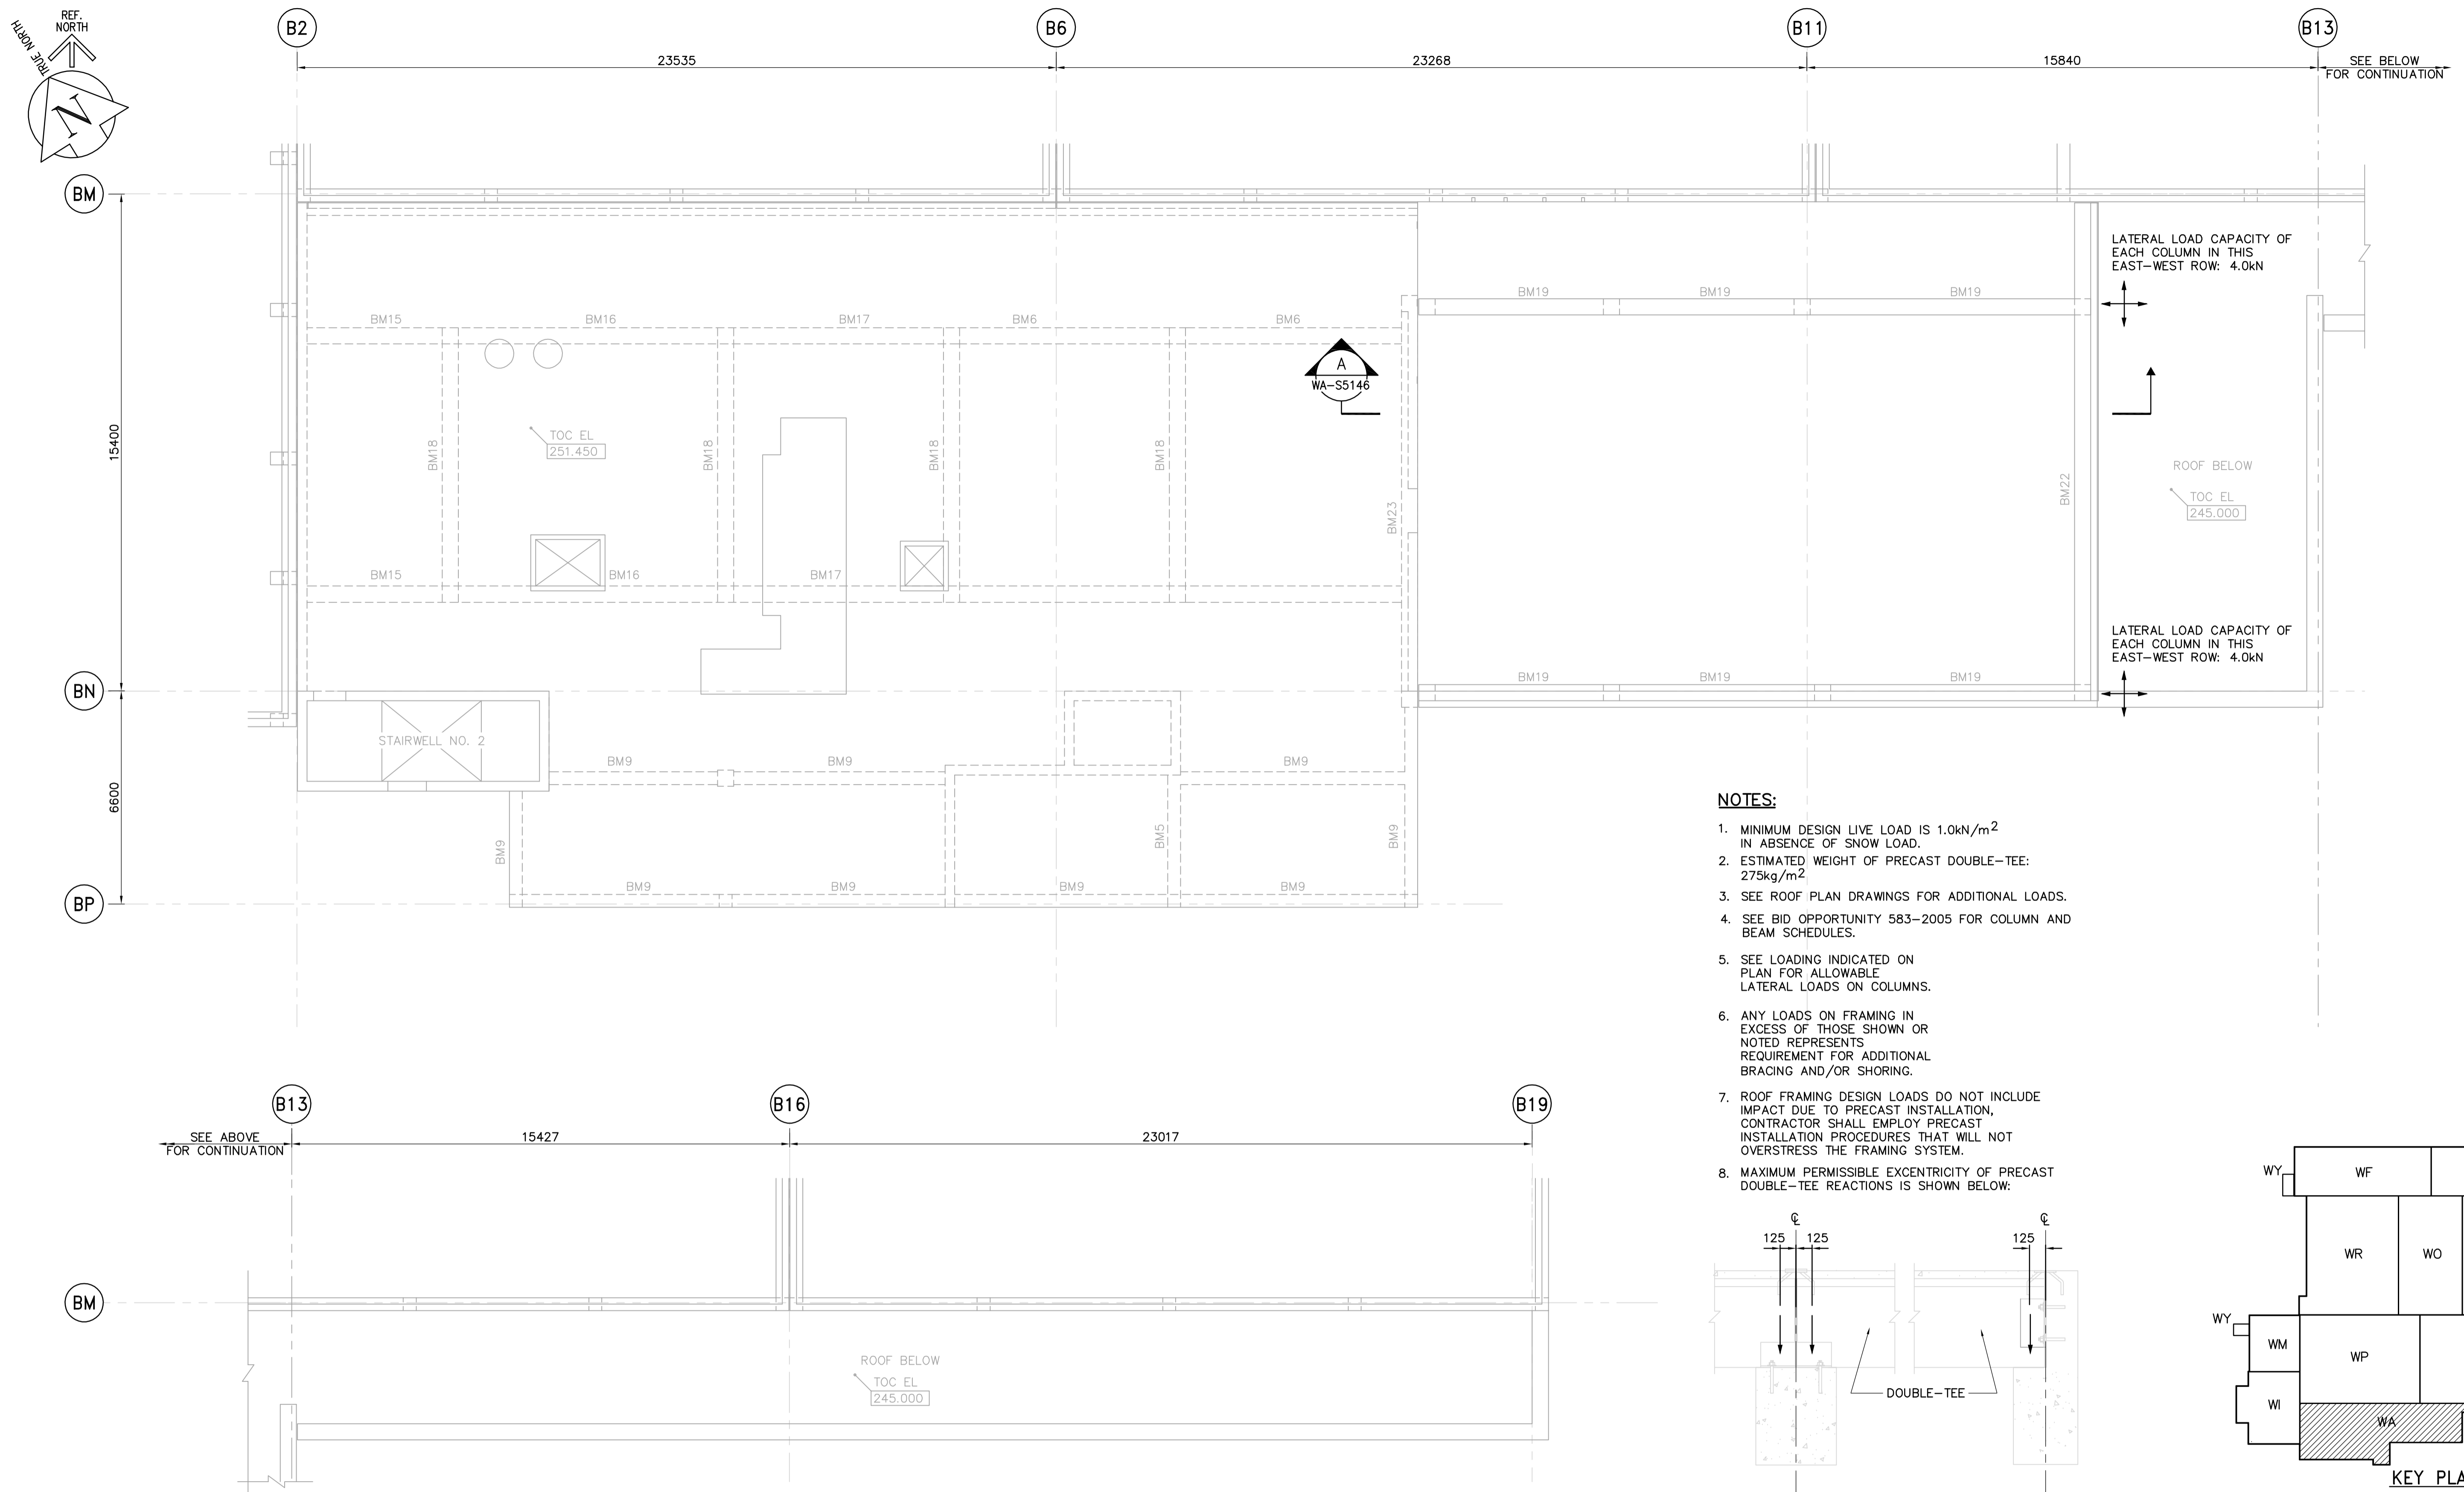 REF.
NORTH
TRUE NORTH
N
B2
B6
B11
B13
23535
23268
15840
SEE BELOW
FOR CONTINUATION
BM
15400
BN
6600
BP
LATERAL LOAD CAPACITY OF
EACH COLUMN IN THIS
EAST-WEST ROW: 4.0kN
BM19
BM19
BM19
BM15
BM16
BM17
BM6
BM6
A
WA-S5146
TOC EL
251.450
BM18
BM18
BM18
BM18
BM23
BM22
ROOF BELOW
TOC EL
245.000
BM15
BM16
BM17
LATERAL LOAD CAPACITY OF
EACH COLUMN IN THIS
EAST-WEST ROW: 4.0kN
BM19
BM19
BM19
STAIRWELL NO. 2
BM9
BM9
BM9
BM9
BM5
BM9
BM9
BM9
BM9
BM9
NOTES:
1. MINIMUM DESIGN LIVE LOAD IS 1.0kN/m2
IN ABSENCE OF SNOW LOAD.
2. ESTIMATED WEIGHT OF PRECAST DOUBLE-TEE:
275kg/m2
3. SEE ROOF PLAN DRAWINGS FOR ADDITIONAL LOADS.
4. SEE BID OPPORTUNITY 583-2005 FOR COLUMN AND
BEAM SCHEDULES.
5. SEE LOADING INDICATED ON
PLAN FOR ALLOWABLE
LATERAL LOADS ON COLUMNS.
6. ANY LOADS ON FRAMING IN
EXCESS OF THOSE SHOWN OR
NOTED REPRESENTS
REQUIREMENT FOR ADDITIONAL
BRACING AND/OR SHORING.
7. ROOF FRAMING DESIGN LOADS DO NOT INCLUDE
IMPACT DUE TO PRECAST INSTALLATION,
CONTRACTOR SHALL EMPLOY PRECAST
INSTALLATION PROCEDURES THAT WILL NOT
OVERSTRESS THE FRAMING SYSTEM.
8. MAXIMUM PERMISSIBLE EXCENTRICITY OF PRECAST
DOUBLE-TEE REACTIONS IS SHOWN BELOW:
125
125
125
DOUBLE-TEE
B13
B16
B19
SEE ABOVE
FOR CONTINUATION
15427
23017
BM
ROOF BELOW
TOC EL
245.000
WY
WF
WR
WO
WY
WM
WP
WI
WA
KEY PLA